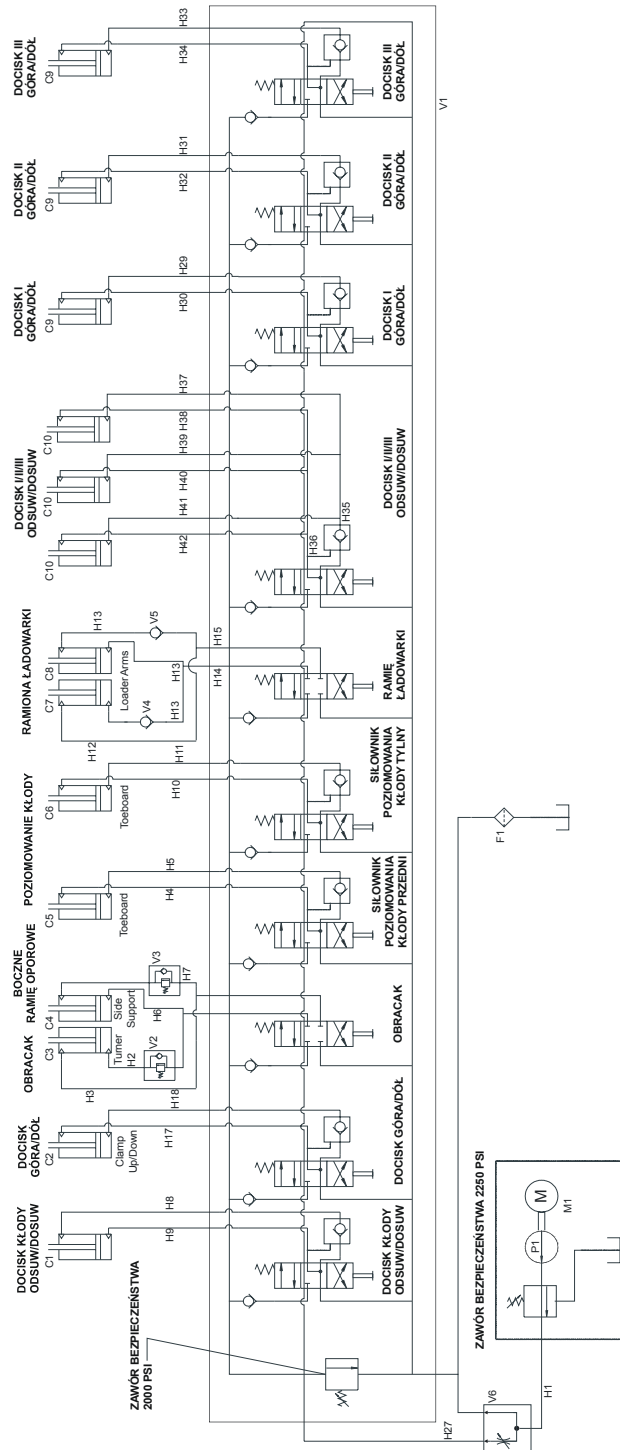 DOCISK KŁODY
ODSUW/DOSUW
C1
H8
H9
DOCISK
GÓRA/DÓŁ
C2
Clamp
Up/Down
H17
OBRACAK
C3
Turner
H3
H2
V2
H18
BOCZNE
RAMIĘ OPOROWE
C4
Side
Support
V3
H6
H7
POZIOMOWANIE KŁODY
C5
Toeboard
H5
H4
C6
Toeboard
H10
RAMIONA ŁADOWARKI
C7
C8
Loader Arms
H13
V5
V4
H13
H13
H12
H11
H15
H14
DOCISK I/II/III
ODSUW/DOSUW
C10
C10
C10
H37
H38
H39
H40
H41
H42
H36
H35
DOCISK I
GÓRA/DÓŁ
C9
H29
H30
DOCISK II
GÓRA/DÓŁ
C9
H31
H32
DOCISK III
GÓRA/DÓŁ
C9
H33
H34
ZAWÓR BEZPIECZEŃSTWA
2000 PSI
DOCISK KŁODY
ODSUW/DOSUW
DOCISK GÓRA/DÓŁ
OBRACAK
SIŁOWNIK
POZIOMOWANIA
KŁODY PRZEDNI
SIŁOWNIK
POZIOMOWANIA
KŁODY TYLNY
RAMIĘ
ŁADOWARKI
DOCISK I/II/III
ODSUW/DOSUW
DOCISK I
GÓRA/DÓŁ
DOCISK II
GÓRA/DÓŁ
DOCISK III
GÓRA/DÓŁ
V1
H27
V6
H1
ZAWÓR BEZPIECZEŃSTWA 2250 PSI
P1
M
M1
F1